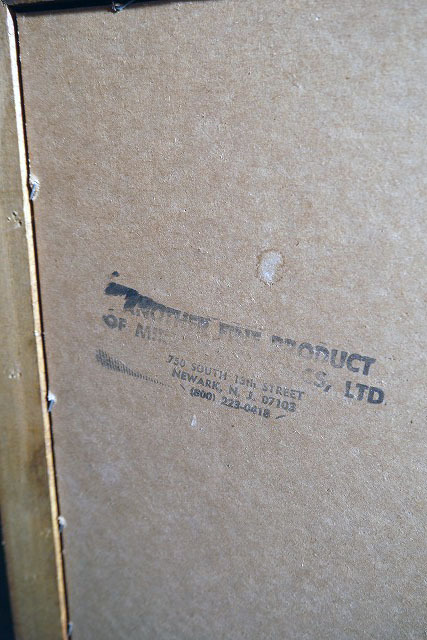 ANOTHER FINE PRODUCT
OF LTD.
750 SOUTH 13th STREET
NEWARK, N. J. 07103
(800) 223-0418